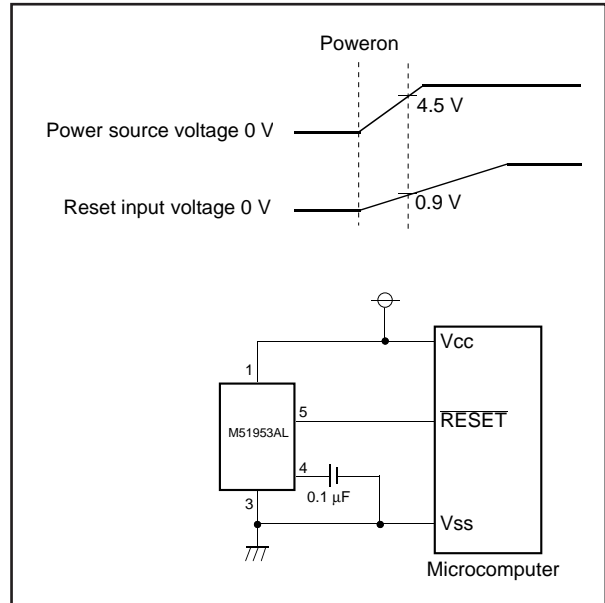 Poweron
4.5 V
Power source voltage 0 V
0.9 V
Reset input voltage 0 V
Vcc
1
5
RESET
M51953AL
4
0.1 µF
3
Vss
Microcomputer